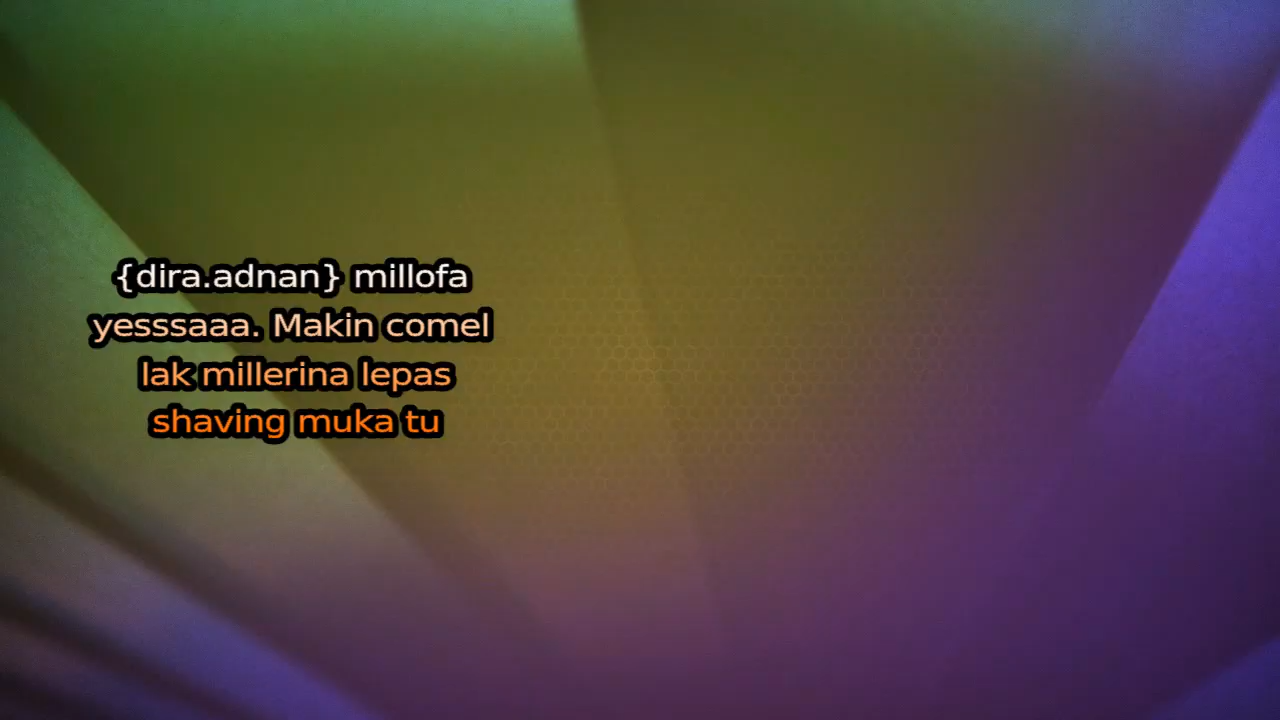 {dira.adnan} millofa
yesssaaa. Makin comel
lak millerina lepas
shaving muka tu